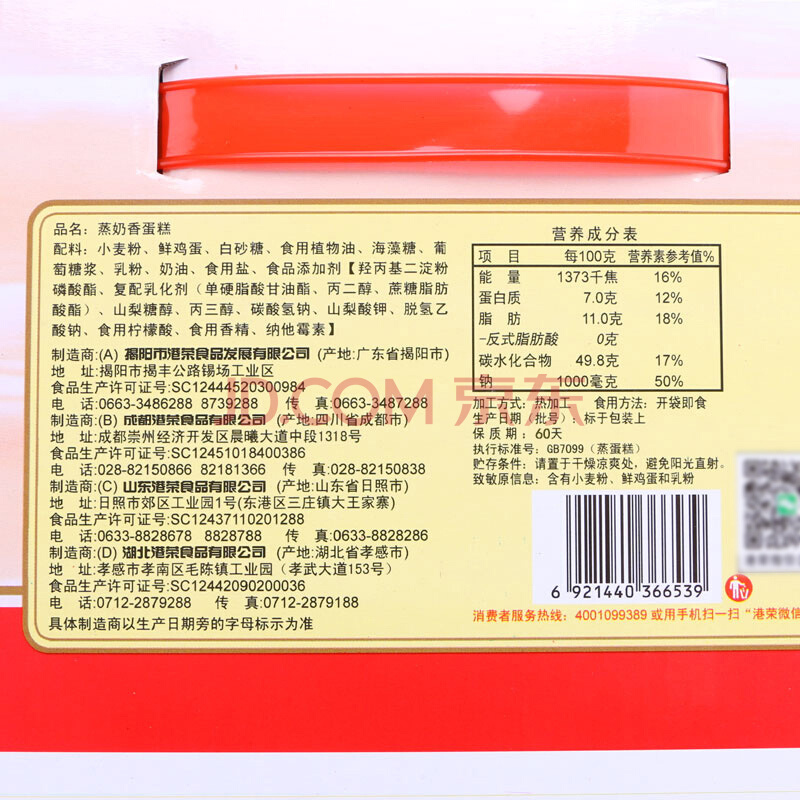 品名：蒸奶香蛋糕
配料：小麦粉、鲜鸡蛋、白砂糖、食用植物油、海藻糖、葡
萄糖浆、乳粉、奶油、食用盐、食品添加剂【羟丙基二淀粉
磷酸酯、复配乳化剂（单硬脂酸甘油酯、丙二醇、蔗糖脂肪
酸酯）、山梨糖醇、丙三醇、碳酸氢钠、山梨酸钾、脱氢乙
酸钠、食用柠檬酸、食用香精、纳他霉素】
制造商:(A) 揭阳市港荣食品发展有限公司 (产地:广东省揭阳市)
地 址:揭阳市揭丰公路锡场工业区
食品生产许可证号:SC12444520300984
电 话:0663-3486288 8739288 传 真:0663-3487288
制造商:(B) 成都港荣食品有限公司 (产地:四川省成都市)
地 址:成都崇州经济开发区晨曦大道中段1318号
食品生产许可证号:SC12451018400386
电 话:028-82150866 82181366 传 真:028-82150838
制造商:(C) 山东港荣食品有限公司 (产地:山东省日照市)
地 址:日照市郊区工业园1号(东港区三庄镇大王家寨)
食品生产许可证号:SC12437110201288
电 话:0633-8828678 8828788 传 真:0633-8828286
制造商:(D) 湖北港荣食品有限公司 (产地:湖北省孝感市)
地 址:孝感市孝南区毛陈镇工业园 (孝武大道153号)
食品生产许可证号:SC12442090200036
电 话:0712-2879288 传 真:0712-2879188
具体制造商以生产日期旁的字母标示为准
营养成分表
项 目 每100克 营养素参考值%
能 量 1373千焦 16%
蛋白质 7.0克 12%
脂 肪 11.0克 18%
-反式脂肪酸 0克
碳水化合物 49.8克 17%
钠 1000毫克 50%
加工方式：热加工 食用方法：开袋即食
生产日期（批号）：标于包装上
保 质 期：60天
执行标准号：GB7099（蒸蛋糕）
贮存条件：请置于干燥凉爽处，避免阳光直射。
致敏原信息：含有小麦粉、鲜鸡蛋和乳粉
6 921440 366539
消费者服务热线：4001099389 或用手机扫一扫“港荣微信
JD.COM 京东